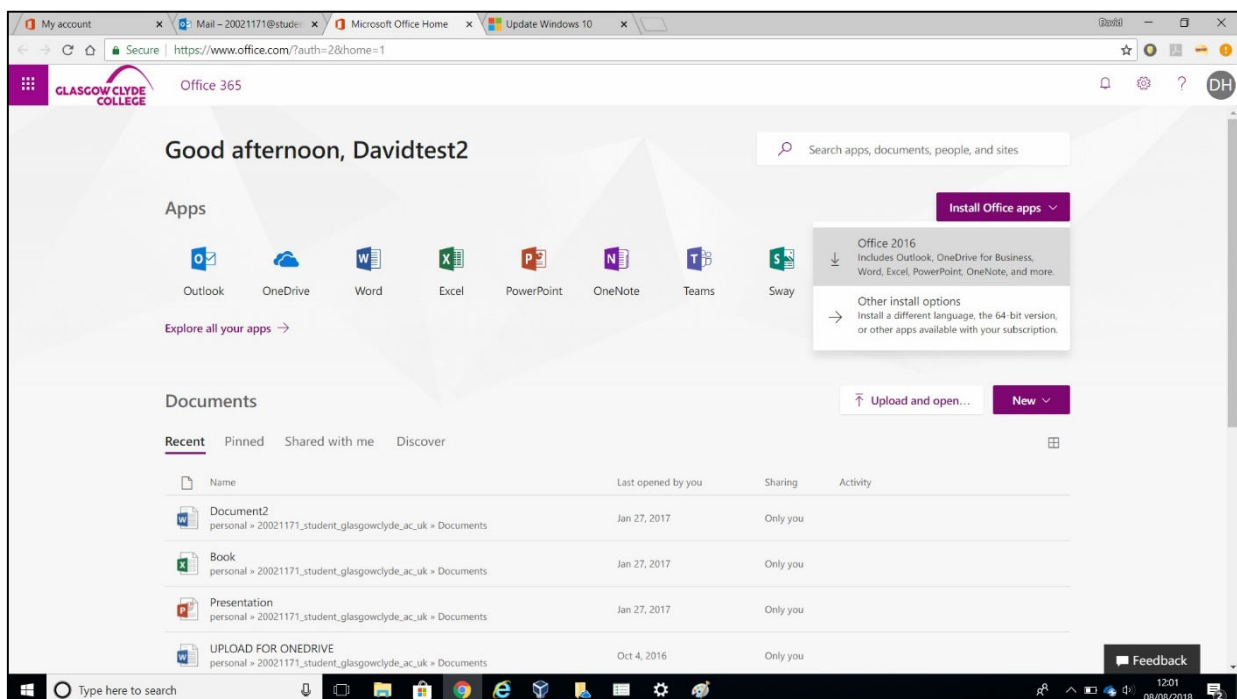 My account
Mail – 20021171@studen
Microsoft Office Home
Update Windows 10
David
Secure
https://www.office.com/?auth=2&home=1
GLASGOW CLYDE
COLLEGE
Office 365
?
DH
Good afternoon, Davidtest2
Search apps, documents, people, and sites
Apps
Install Office apps
Office 2016
Includes Outlook, OneDrive for Business,
Word, Excel, PowerPoint, OneNote, and more.
Other install options
Install a different language, the 64-bit version,
or other apps available with your subscription.
Outlook OneDrive Word Excel PowerPoint OneNote Teams Sway
Explore all your apps →
Documents
Upload and open...
New
Recent Pinned Shared with me Discover
Name Last opened by you Sharing Activity
Document2
personal » 20021171_student_glasgowclyde_ac_uk » Documents
Jan 27, 2017 Only you
Book
personal » 20021171_student_glasgowclyde_ac_uk » Documents
Jan 27, 2017 Only you
Presentation
personal » 20021171_student_glasgowclyde_ac_uk » Documents
Jan 27, 2017 Only you
UPLOAD FOR ONEDRIVE
personal » 20021171_student_glasgowclyde_ac_uk » Documents
Oct 4, 2016 Only you
Feedback
Type here to search
12:01
08/08/2018